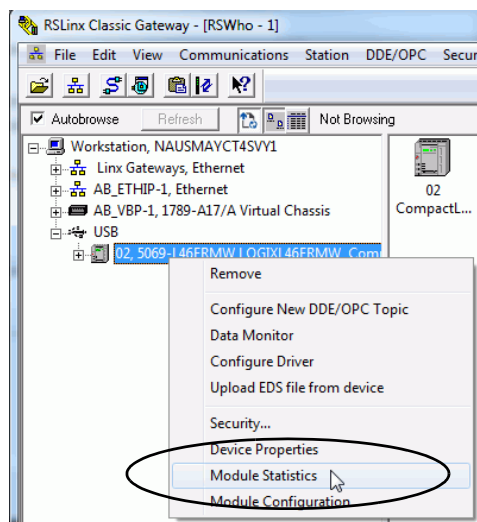 RSLinx Classic Gateway - [RSWho - 1]
File Edit View Communications Station DDE/OPC Secur
Autobrowse Refresh Not Browsing
Workstation, NAUSMAYCT4SVY1
Linx Gateways, Ethernet
AB_ETHIP-1, Ethernet
AB_VBP-1, 1789-A17/A Virtual Chassis
USB
02, 5069-L46ERMW LOGIXL46ERMW Com
02
CompactL...
Remove
Configure New DDE/OPC Topic
Data Monitor
Configure Driver
Upload EDS file from device
Security...
Device Properties
Module Statistics
Module Configuration